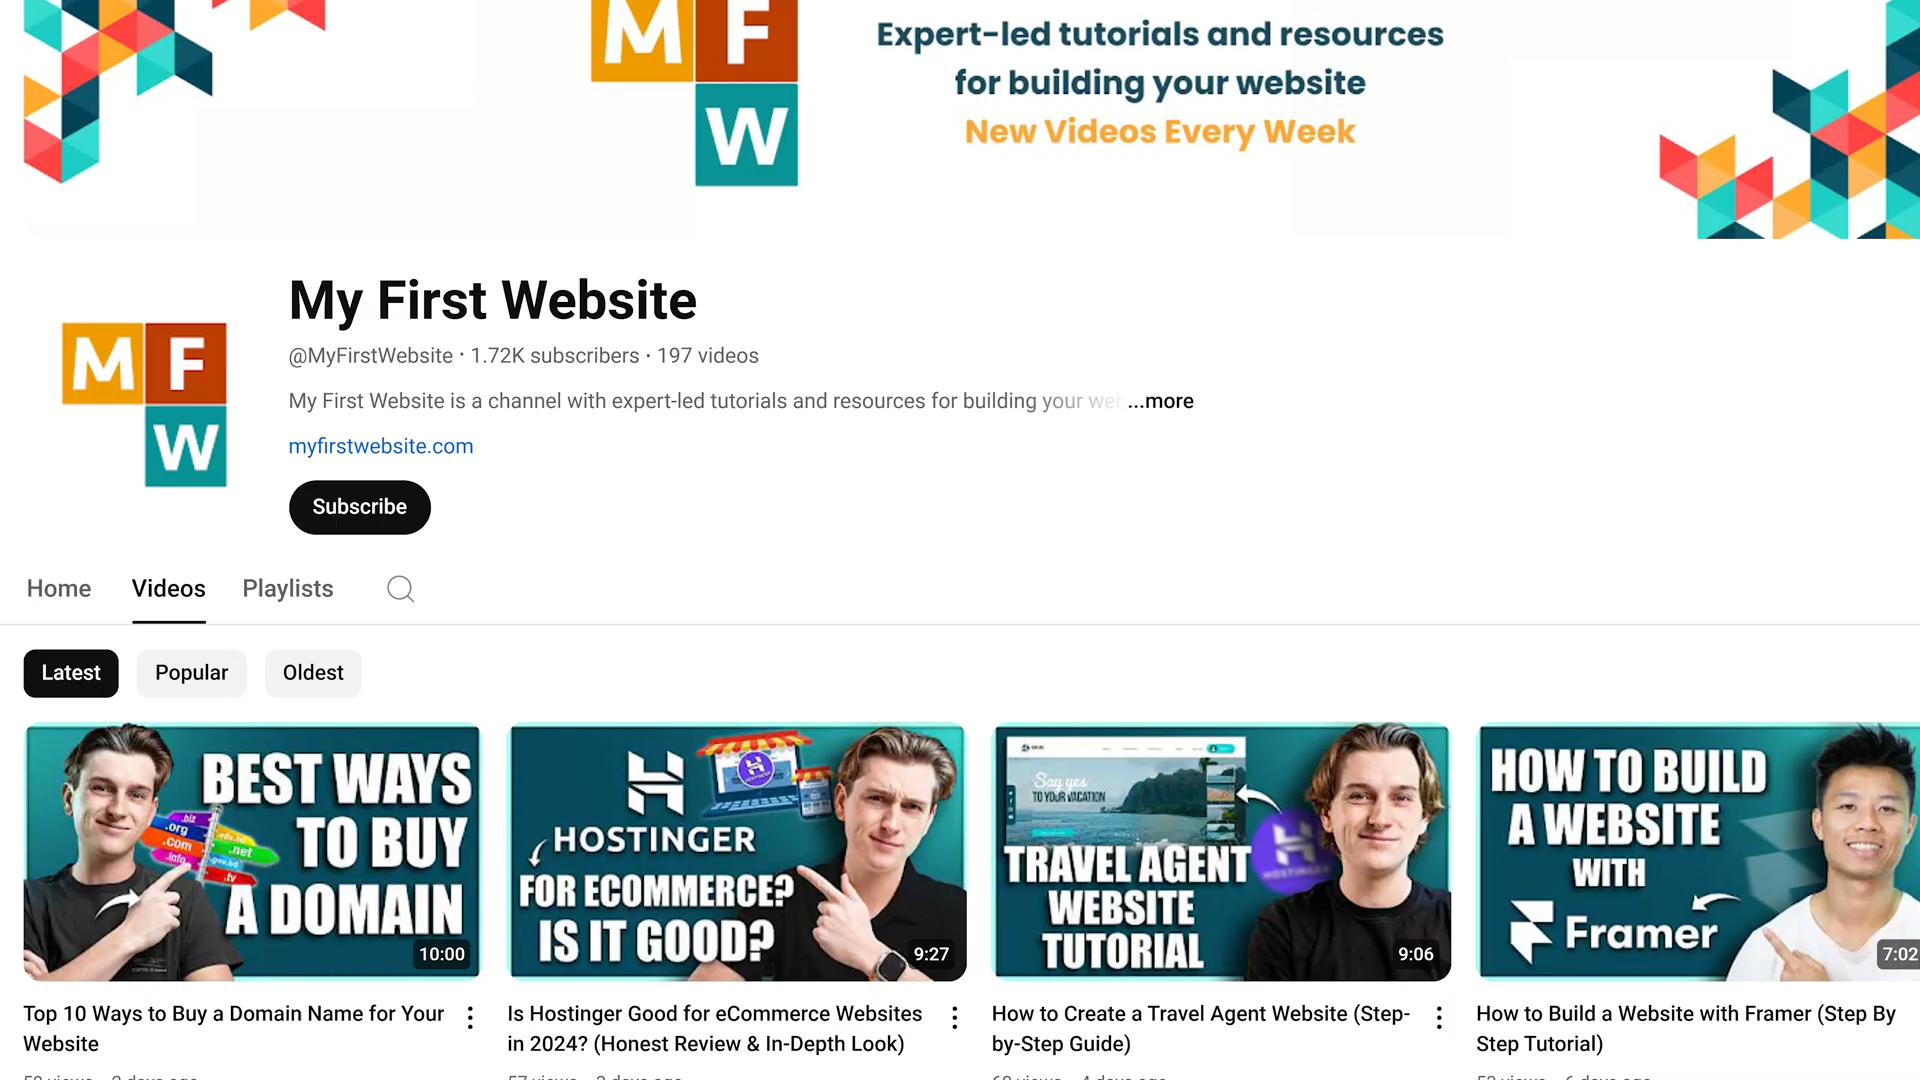 M F
W
Expert-led tutorials and resources
for building your website
New Videos Every Week
M F
W
My First Website
@MyFirstWebsite · 1.72K subscribers · 197 videos
My First Website is a channel with expert-led tutorials and resources for building your ...more
myfirstwebsite.com
Subscribe
Home Videos Playlists
Latest Popular Oldest
BEST WAYS
TO BUY
A DOMAIN
.biz
.org
.com
.info
.net
.gov.bd
.tv
10:00
HOSTINGER
FOR ECOMMERCE?
IS IT GOOD?
HOSTINGER
9:27
Say yes
TO YOUR VACATION
TRAVEL AGENT
WEBSITE
TUTORIAL
HOSTINGER
9:06
HOW TO BUILD
A WEBSITE
WITH
Framer
7:02
Top 10 Ways to Buy a Domain Name for Your
Website
Is Hostinger Good for eCommerce Websites
in 2024? (Honest Review & In-Depth Look)
How to Create a Travel Agent Website (Step-
by-Step Guide)
How to Build a Website with Framer (Step By
Step Tutorial)